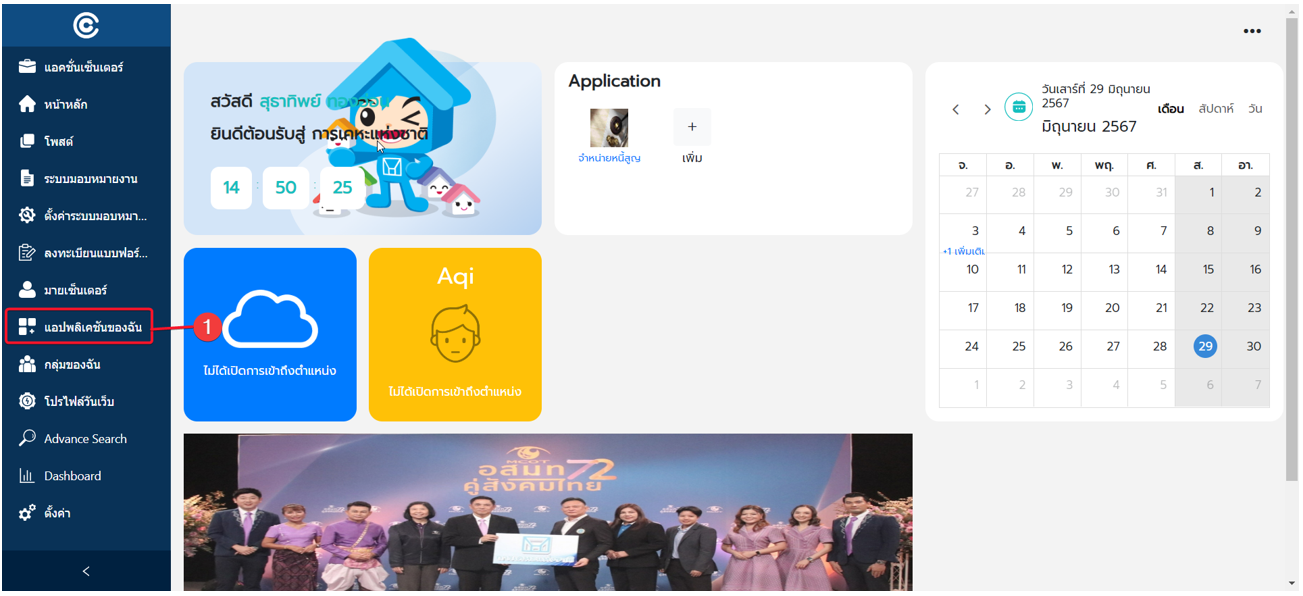 แอคชั่นเซ็นเตอร์
หน้าหลัก
โพสต์
ระบบมอบหมายงาน
ตั้งค่าระบบมอบหมา...
ลงทะเบียนแบบฟอร์...
มายเซ็นเตอร์
แอปพลิเคชันของฉัน
กลุ่มของฉัน
โปรไฟล์วันเว็บ
Advance Search
Dashboard
ตั้งค่า
<
1
สวัสดี สุธาทิพย์
ยินดีต้อนรับสู่ การเคหะแห่งชาติ
14 : 50 : 25
Application
จำหน่ายหนี้สูญ
+
เพิ่ม
ไม่ได้เปิดการเข้าถึงตำแหน่ง
Aqi
ไม่ได้เปิดการเข้าถึงตำแหน่ง
MCOT
อสมท 72
คู่สังคมไทย
วันเสาร์ที่ 29 มิถุนายน
2567
มิถุนายน 2567
เดือน สัปดาห์ วัน
จ. อ. พ. พฤ. ศ. ส. อา.
27 28 29 30 31 1 2
3 4 5 6 7 8 9
+1 เพิ่มเติม
10 11 12 13 14 15 16
17 18 19 20 21 22 23
24 25 26 27 28 29 30
1 2 3 4 5 6 7